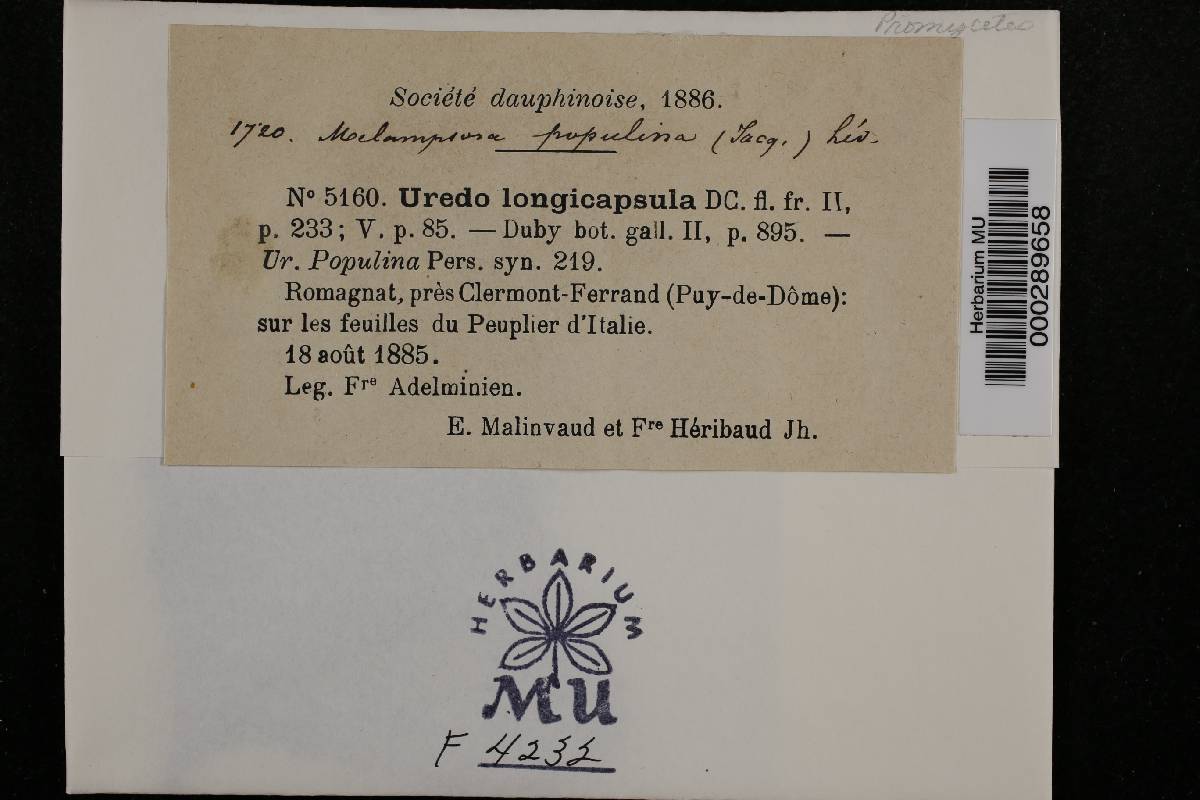 Promycetes
Société dauphinoise, 1886.
1720. Melampsora populina (Jacq.) Lév.
Nº 5160. Uredo longicapsula DC. fl. fr. II,
p. 233; V. p. 85. — Duby bot. gall. II, p. 895. —
Ur. Populina Pers. syn. 219.
Romagnat, près Clermont-Ferrand (Puy-de-Dôme):
sur les feuilles du Peuplier d'Italie.
18 août 1885.
Leg. Fre Adelminien.
E. Malinvaud et Fre Héribaud Jh.
Herbarium MU
000289658
HERBARIUM
MU
F 4232